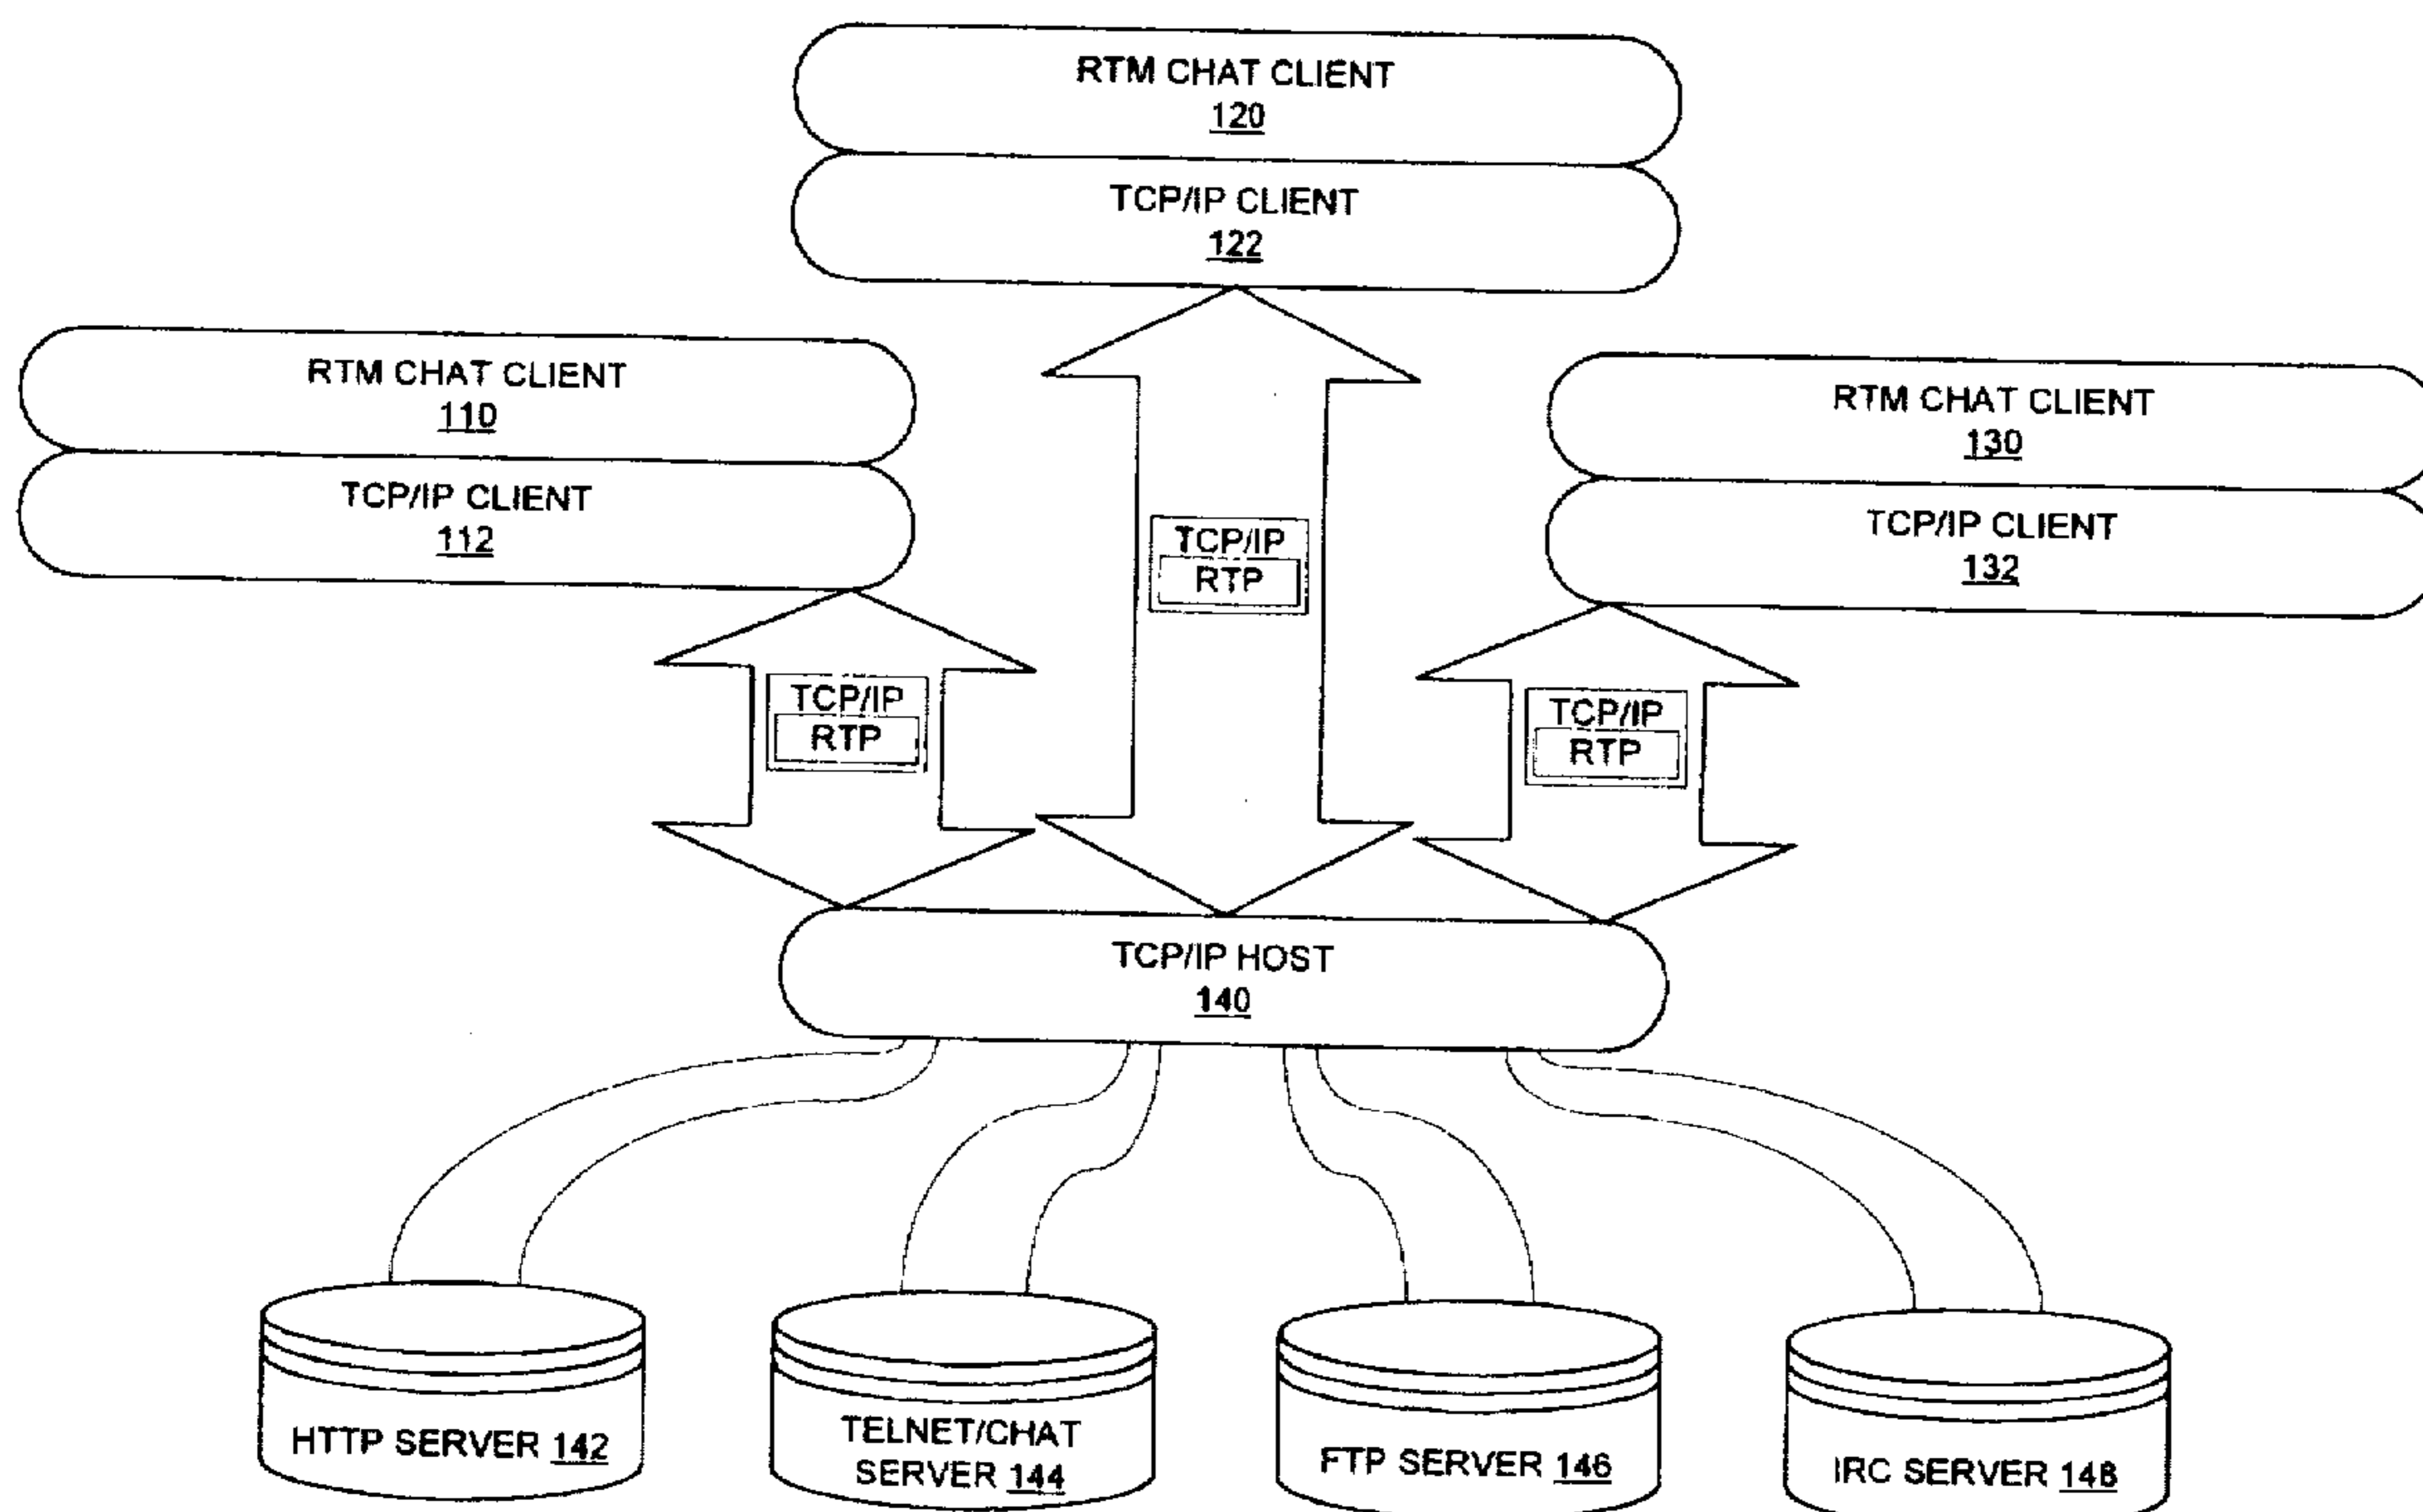 RTM CHAT CLIENT
120
TCP/IP CLIENT
122
RTM CHAT CLIENT
110
TCP/IP CLIENT
112
RTM CHAT CLIENT
130
TCP/IP CLIENT
132
TCP/IP
RTP
TCP/IP
RTP
TCP/IP
RTP
TCP/IP HOST
140
HTTP SERVER 142
TELNET/CHAT
SERVER 144
FTP SERVER 146
IRC SERVER 148